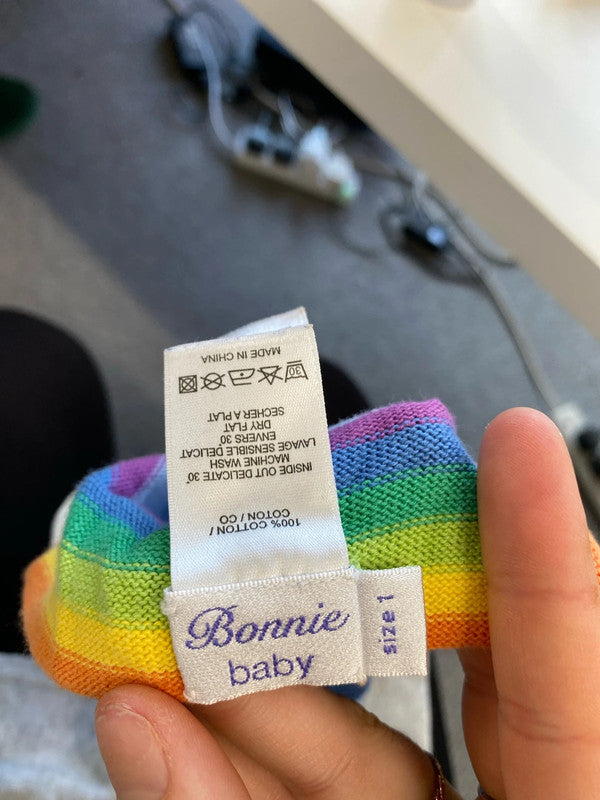 Bonnie
baby
size 1
100% COTTON /
COTON / CO
INSIDE OUT DELICATE 30°
MACHINE WASH
LAVAGE SENSIBLE DELICAT
ENVERS 30°
DRY FLAT
SECHER A PLAT
30
MADE IN CHINA